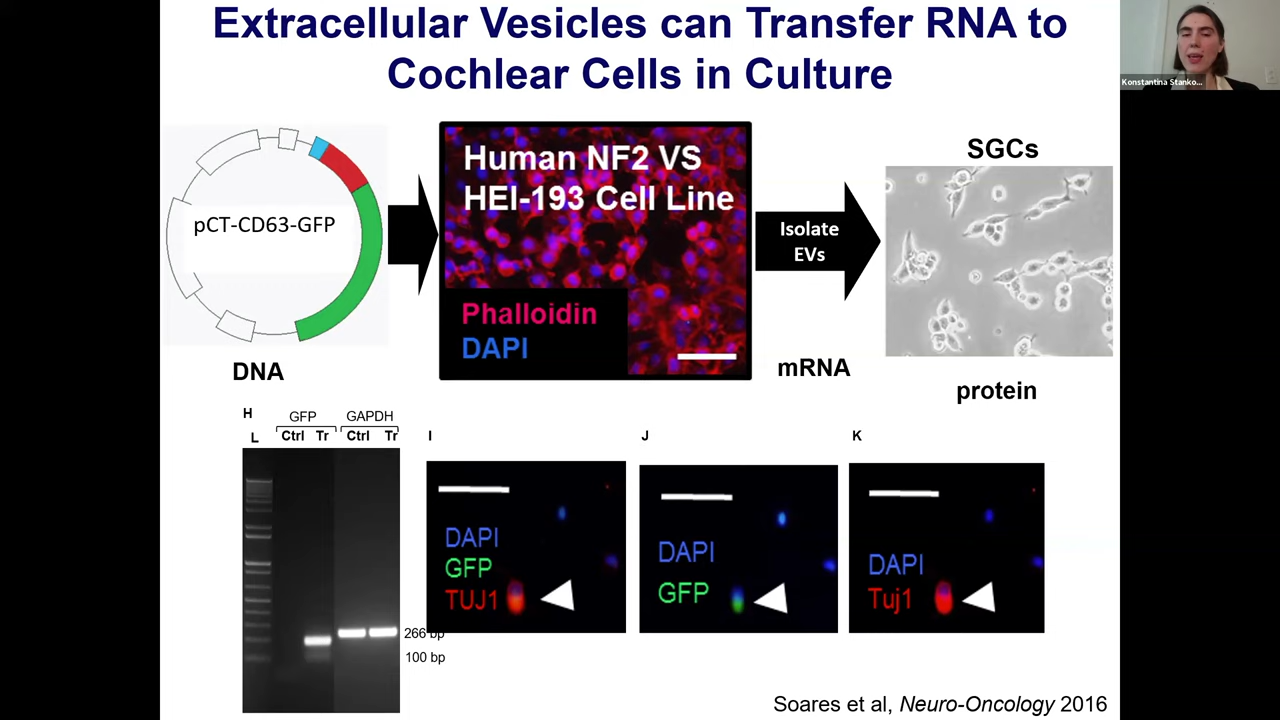 Extracellular Vesicles can Transfer RNA to
Cochlear Cells in Culture
Konstantina Stanko...
pCT-CD63-GFP
DNA
Human NF2 VS
HEI-193 Cell Line
Phalloidin
DAPI
Isolate
EVs
mRNA
SGCs
protein
H
GFP GAPDH
L Ctrl Tr Ctrl Tr
266 bp
100 bp
I
DAPI
GFP
TUJ1
J
DAPI
GFP
K
DAPI
Tuj1
Soares et al, Neuro-Oncology 2016